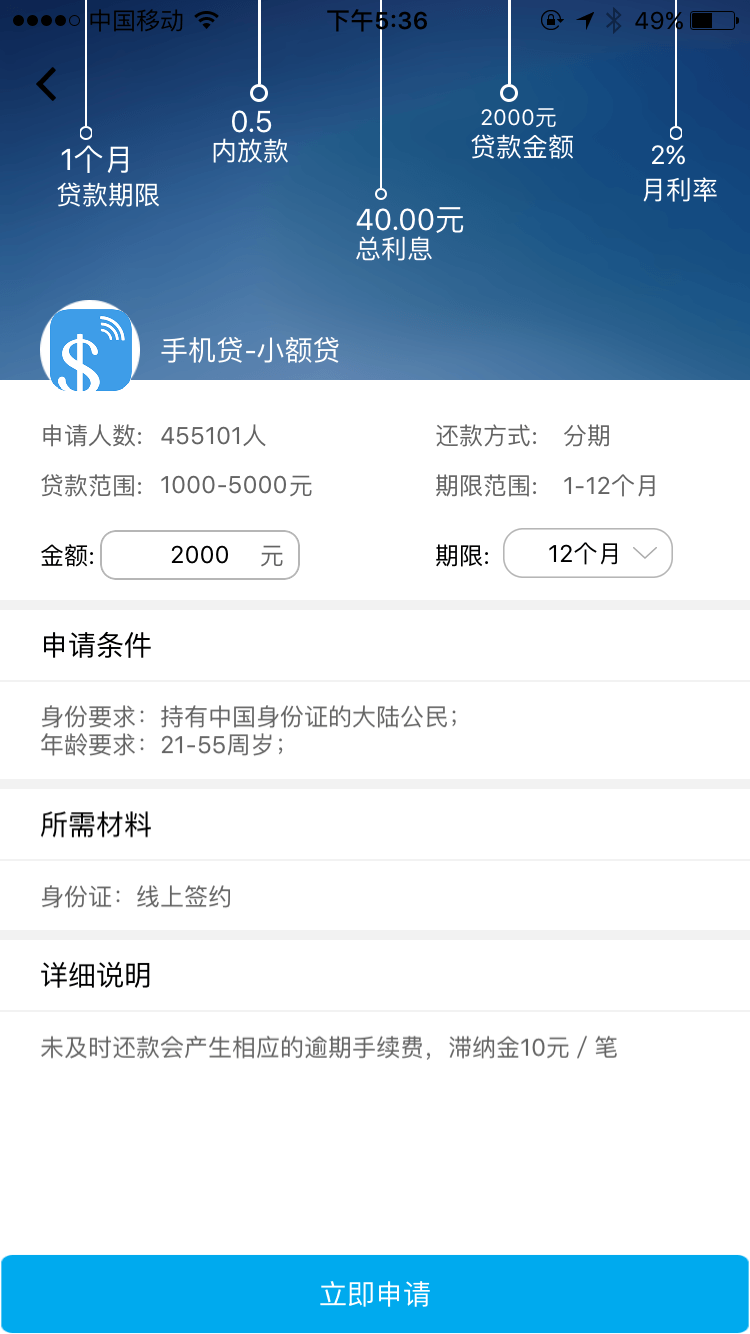 中国移动 下午5:36 49%
0.5
内放款
2000元
贷款金额
1个月
贷款期限
2%
月利率
40.00元
总利息
手机贷-小额贷
申请人数: 455101人 还款方式: 分期
贷款范围: 1000-5000元 期限范围: 1-12个月
金额: 2000 元 期限: 12个月
申请条件
身份要求：持有中国身份证的大陆公民；
年龄要求：21-55周岁；
所需材料
身份证：线上签约
详细说明
未及时还款会产生相应的逾期手续费，滞纳金10元 / 笔
立即申请